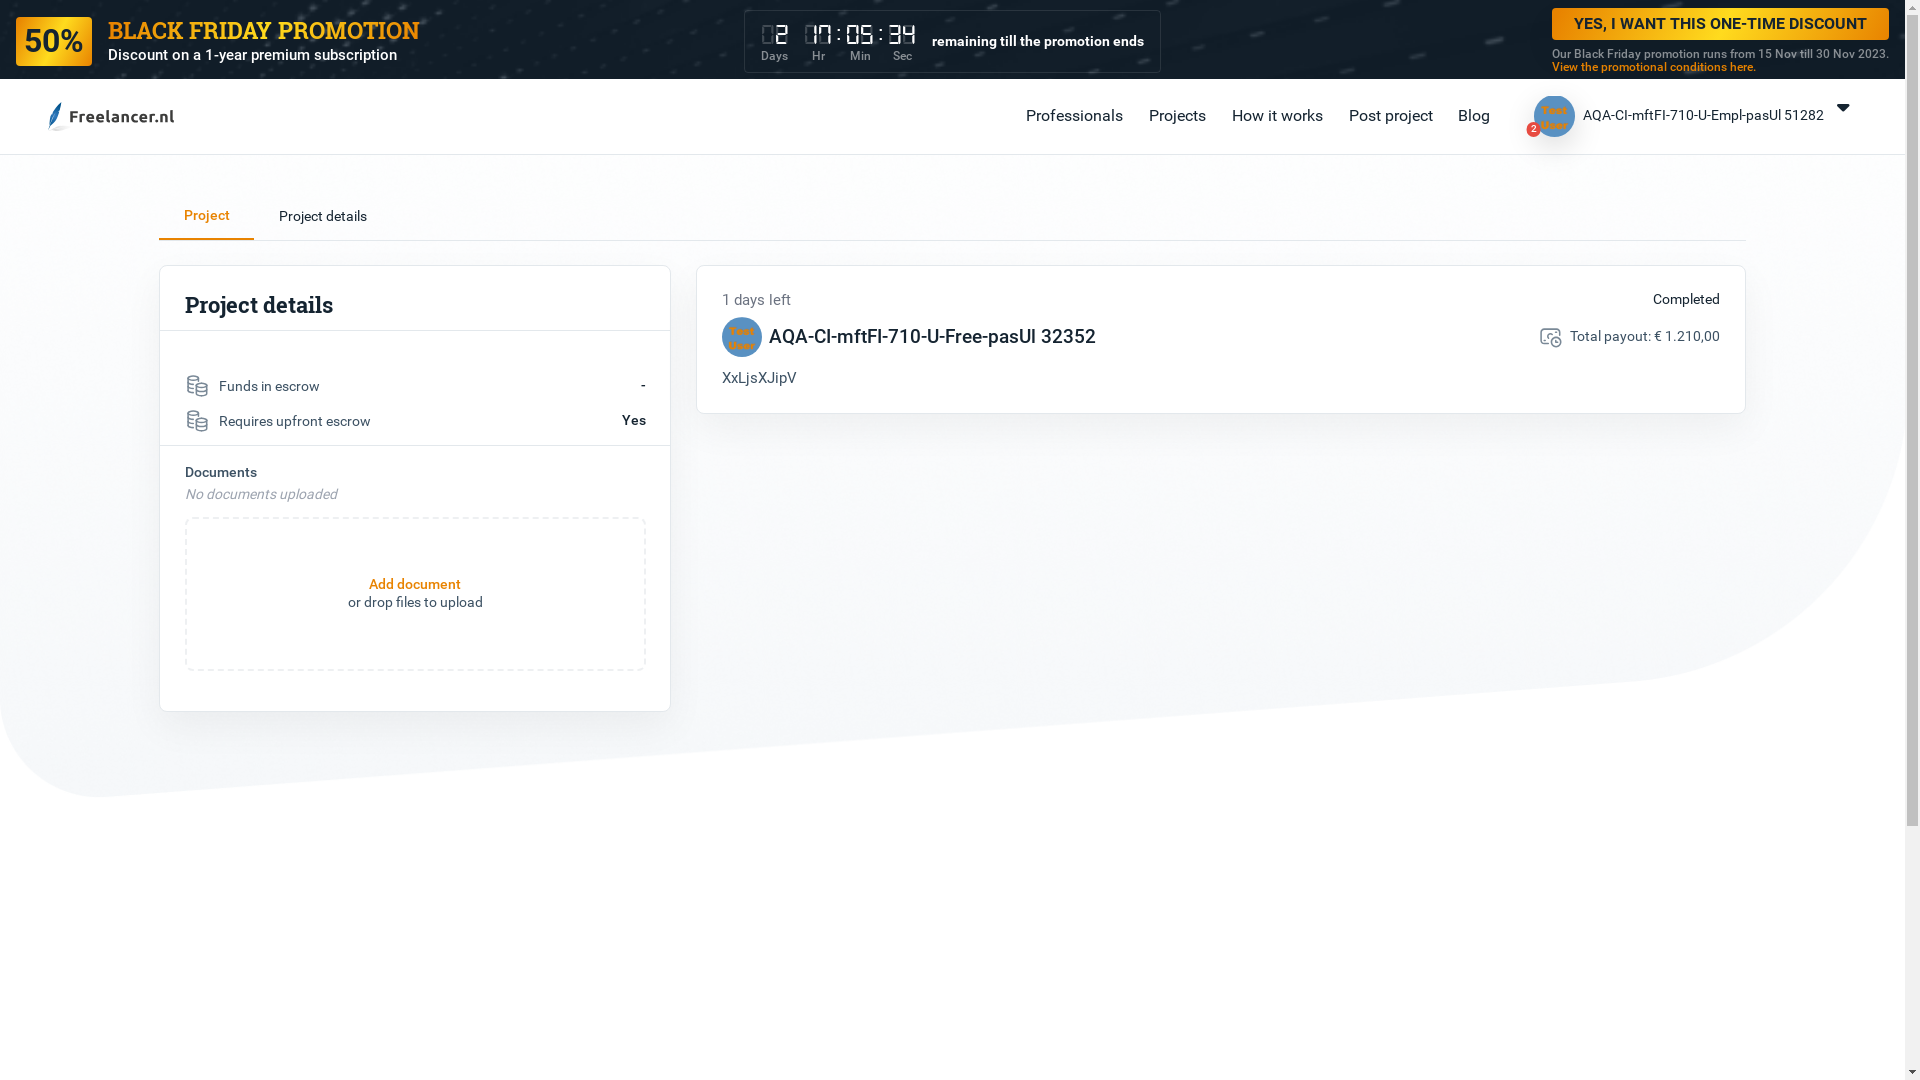 50%
BLACK FRIDAY PROMOTION
Discount on a 1-year premium subscription
2 17 : 05 : 34
Days Hr Min Sec
remaining till the promotion ends
YES, I WANT THIS ONE-TIME DISCOUNT
Our Black Friday promotion runs from 15 Nov till 30 Nov 2023.
View the promotional conditions here.
Freelancer.nl
Professionals
Projects
How it works
Post project
Blog
Test
User
2
AQA-CI-mftFI-710-U-Empl-pasUl 51282
Project
Project details
Project details
Funds in escrow -
Requires upfront escrow Yes
Documents
No documents uploaded
Add document
or drop files to upload
1 days left
Completed
Test
User
AQA-CI-mftFI-710-U-Free-pasUl 32352
Total payout: € 1.210,00
XxLjsXJipV